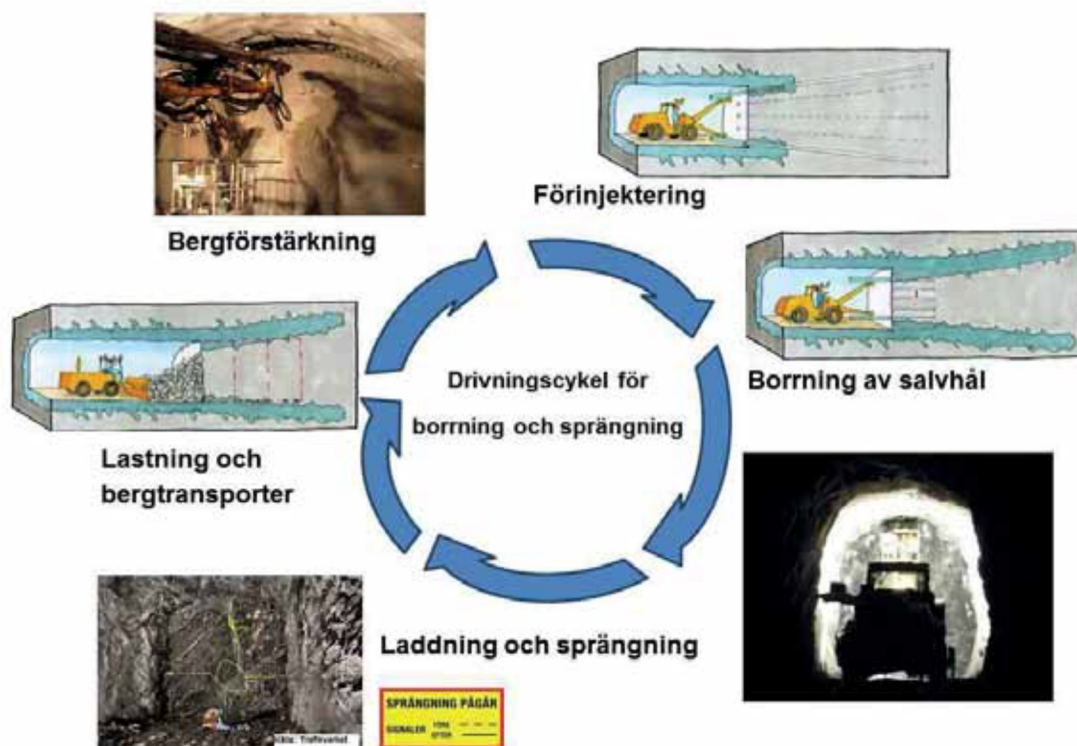 Förinjektering
Bergförstärkning
Borrning av salvhål
Drivningscykel för
borrning och sprängning
Lastning och
bergtransporter
Laddning och sprängning
SPRÄNGNING PÅGÅR
SIGNALER FÖRE
EFTER
Källa: Trafikverket